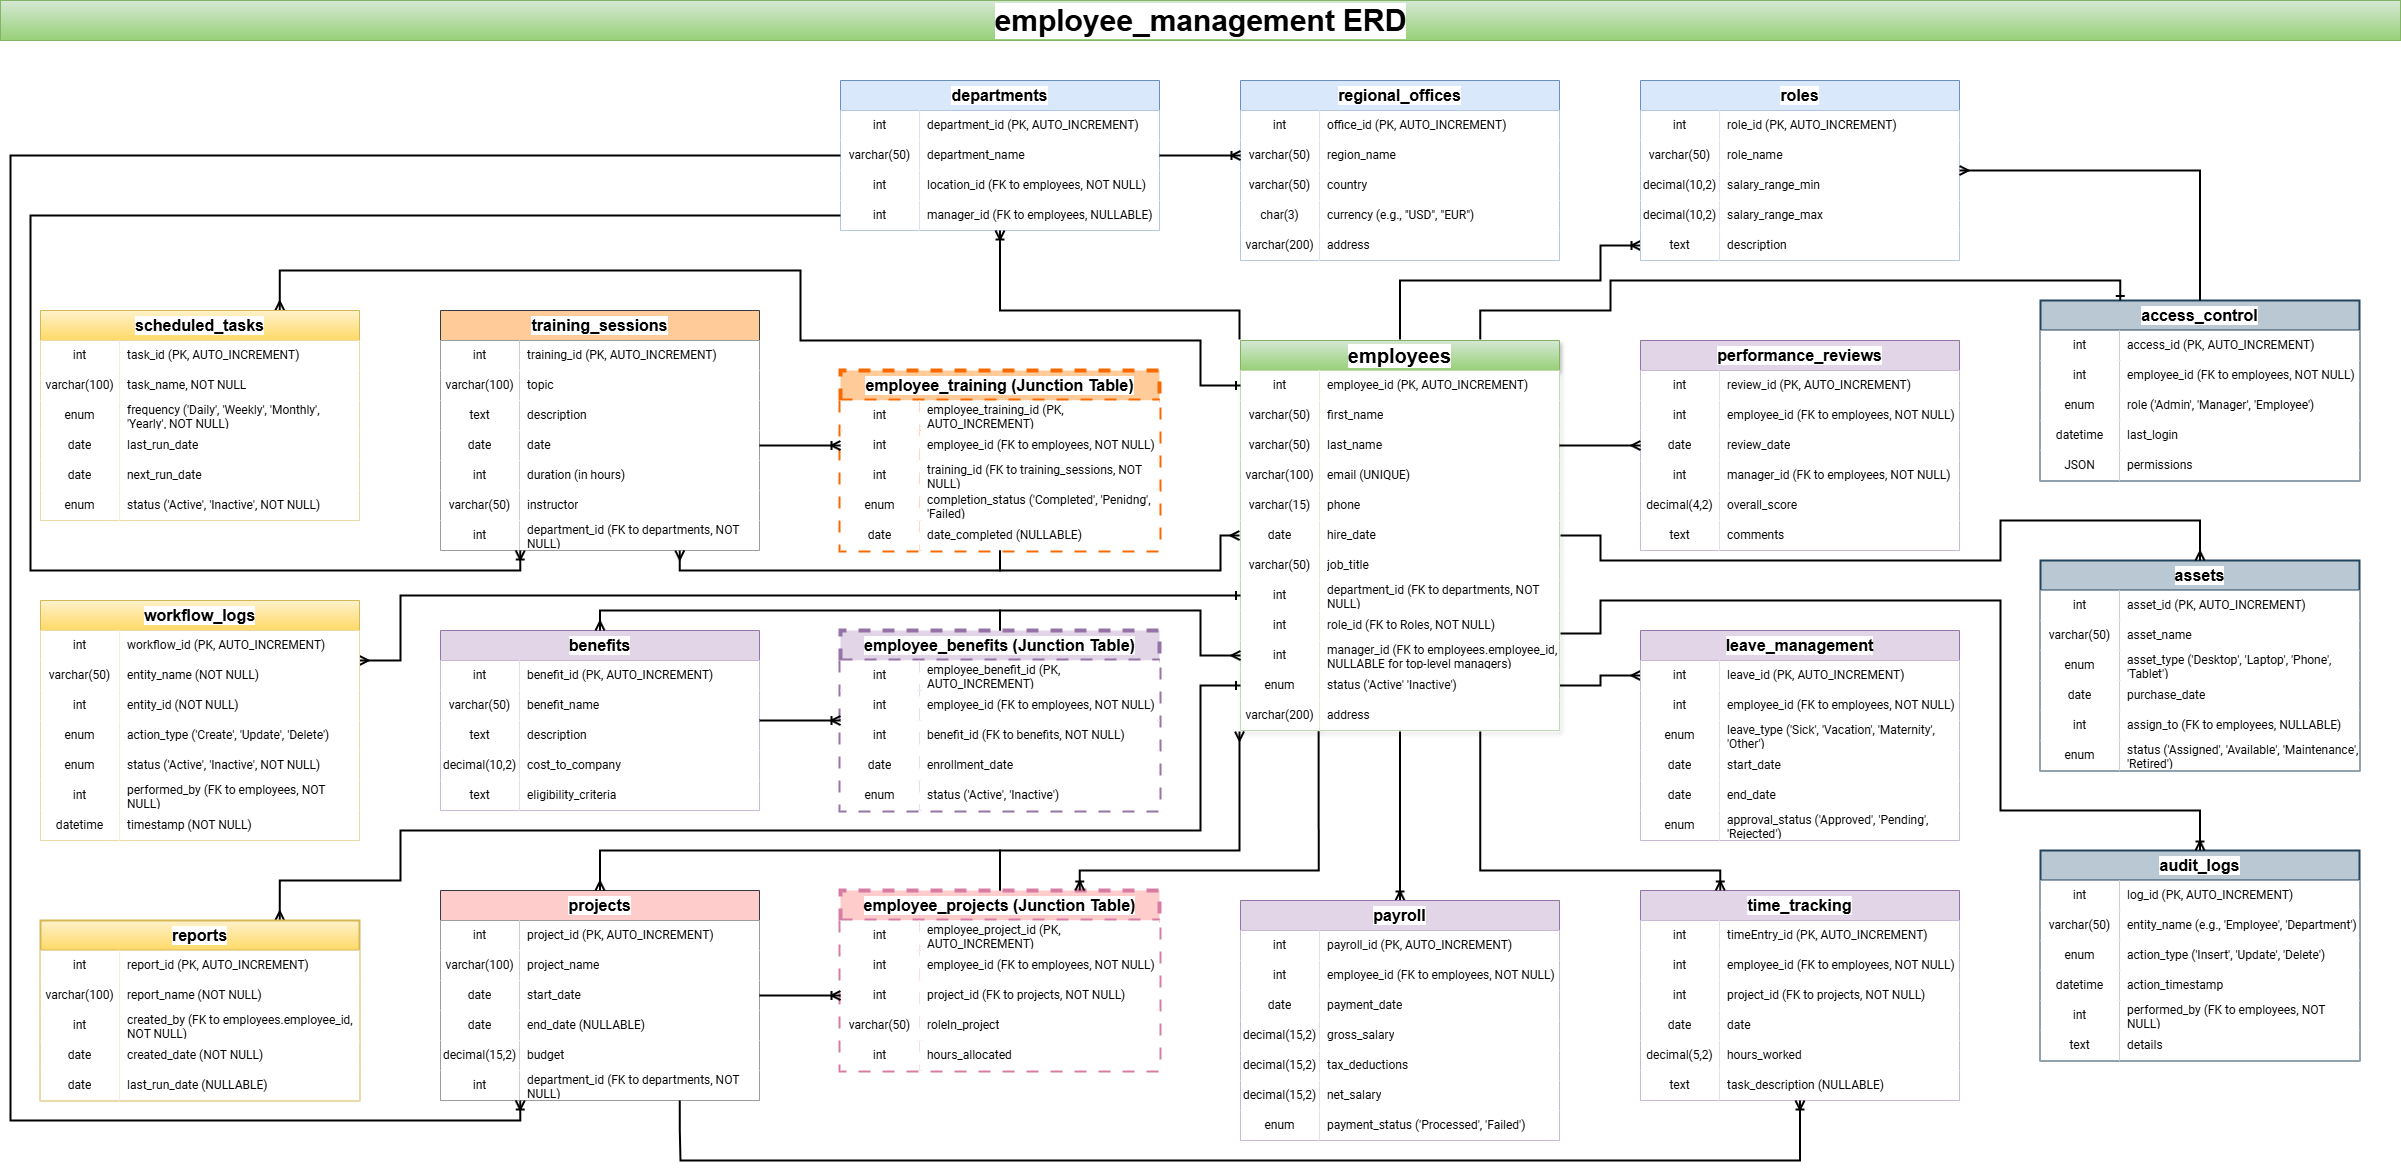 employee_management ERD
departments
int department_id (PK, AUTO_INCREMENT)
varchar(50) department_name
int location_id (FK to employees, NOT NULL)
int manager_id (FK to employees, NULLABLE)
regional_offices
int office_id (PK, AUTO_INCREMENT)
varchar(50) region_name
varchar(50) country
char(3) currency (e.g., "USD", "EUR")
varchar(200) address
roles
int role_id (PK, AUTO_INCREMENT)
varchar(50) role_name
decimal(10,2) salary_range_min
decimal(10,2) salary_range_max
text description
scheduled_tasks
int task_id (PK, AUTO_INCREMENT)
varchar(100) task_name, NOT NULL
enum frequency ('Daily', 'Weekly', 'Monthly',
'Yearly', NOT NULL)
date last_run_date
date next_run_date
enum status ('Active', 'Inactive', NOT NULL)
training_sessions
int training_id (PK, AUTO_INCREMENT)
varchar(100) topic
text description
date date
int duration (in hours)
varchar(50) instructor
int department_id (FK to departments, NOT
NULL)
employee_training (Junction Table)
int employee_training_id (PK,
AUTO_INCREMENT)
int employee_id (FK to employees, NOT NULL)
int training_id (FK to training_sessions, NOT
NULL)
enum completion_status ('Completed', 'Penidng',
'Failed)
date date_completed (NULLABLE)
employees
int employee_id (PK, AUTO_INCREMENT)
varchar(50) first_name
varchar(50) last_name
varchar(100) email (UNIQUE)
varchar(15) phone
date hire_date
varchar(50) job_title
int department_id (FK to departments, NOT
NULL)
int role_id (FK to Roles, NOT NULL)
int manager_id (FK to employees.employee_id,
NULLABLE for top-level managers)
enum status ('Active' 'Inactive')
varchar(200) address
performance_reviews
int review_id (PK, AUTO_INCREMENT)
int employee_id (FK to employees, NOT NULL)
date review_date
int manager_id (FK to employees, NOT NULL)
decimal(4,2) overall_score
text comments
access_control
int access_id (PK, AUTO_INCREMENT)
int employee_id (FK to employees, NOT NULL)
enum role ('Admin', 'Manager', 'Employee')
datetime last_login
JSON permissions
workflow_logs
int workflow_id (PK, AUTO_INCREMENT)
varchar(50) entity_name (NOT NULL)
int entity_id (NOT NULL)
enum action_type ('Create', 'Update', 'Delete')
enum status ('Active', 'Inactive, NOT NULL)
int performed_by (FK to employees, NOT
NULL)
datetime timestamp (NOT NULL)
benefits
int benefit_id (PK, AUTO_INCREMENT)
varchar(50) benefit_name
text description
decimal(10,2) cost_to_company
text eligibility_criteria
employee_benefits (Junction Table)
int employee_benefit_id (PK,
AUTO_INCREMENT)
int employee_id (FK to employees, NOT NULL)
int benefit_id (FK to benefits, NOT NULL)
date enrollment_date
enum status ('Active', 'Inactive')
leave_management
int leave_id (PK, AUTO_INCREMENT)
int employee_id (FK to employees, NOT NULL)
enum leave_type ('Sick', 'Vacation', 'Maternity',
'Other')
date start_date
date end_date
enum approval_status ('Approved', 'Pending',
'Rejected')
assets
int asset_id (PK, AUTO_INCREMENT)
varchar(50) asset_name
enum asset_type ('Desktop', 'Laptop', 'Phone',
'Tablet')
date purchase_date
int assign_to (FK to employees, NULLABLE)
enum status ('Assigned', 'Available', 'Maintenance',
'Retired')
reports
int report_id (PK, AUTO_INCREMENT)
varchar(100) report_name (NOT NULL)
int created_by (FK to employees.employee_id,
NOT NULL)
date created_date (NOT NULL)
date last_run_date (NULLABLE)
projects
int project_id (PK, AUTO_INCREMENT)
varchar(100) project_name
date start_date
date end_date (NULLABLE)
decimal(15,2) budget
int department_id (FK to departments, NOT
NULL)
employee_projects (Junction Table)
int employee_project_id (PK,
AUTO_INCREMENT)
int employee_id (FK to employees, NOT NULL)
int project_id (FK to projects, NOT NULL)
varchar(50) roleIn_project
int hours_allocated
payroll
int payroll_id (PK, AUTO_INCREMENT)
int employee_id (FK to employees, NOT NULL)
date payment_date
decimal(15,2) gross_salary
decimal(15,2) tax_deductions
decimal(15,2) net_salary
enum payment_status ('Processed', 'Failed')
time_tracking
int timeEntry_id (PK, AUTO_INCREMENT)
int employee_id (FK to employees, NOT NULL)
int project_id (FK to projects, NOT NULL)
date date
decimal(5,2) hours_worked
text task_description (NULLABLE)
audit_logs
int log_id (PK, AUTO_INCREMENT)
varchar(50) entity_name (e.g., 'Employee', 'Department')
enum action_type ('Insert', 'Update', 'Delete')
datetime action_timestamp
int performed_by (FK to employees, NOT
NULL)
text details